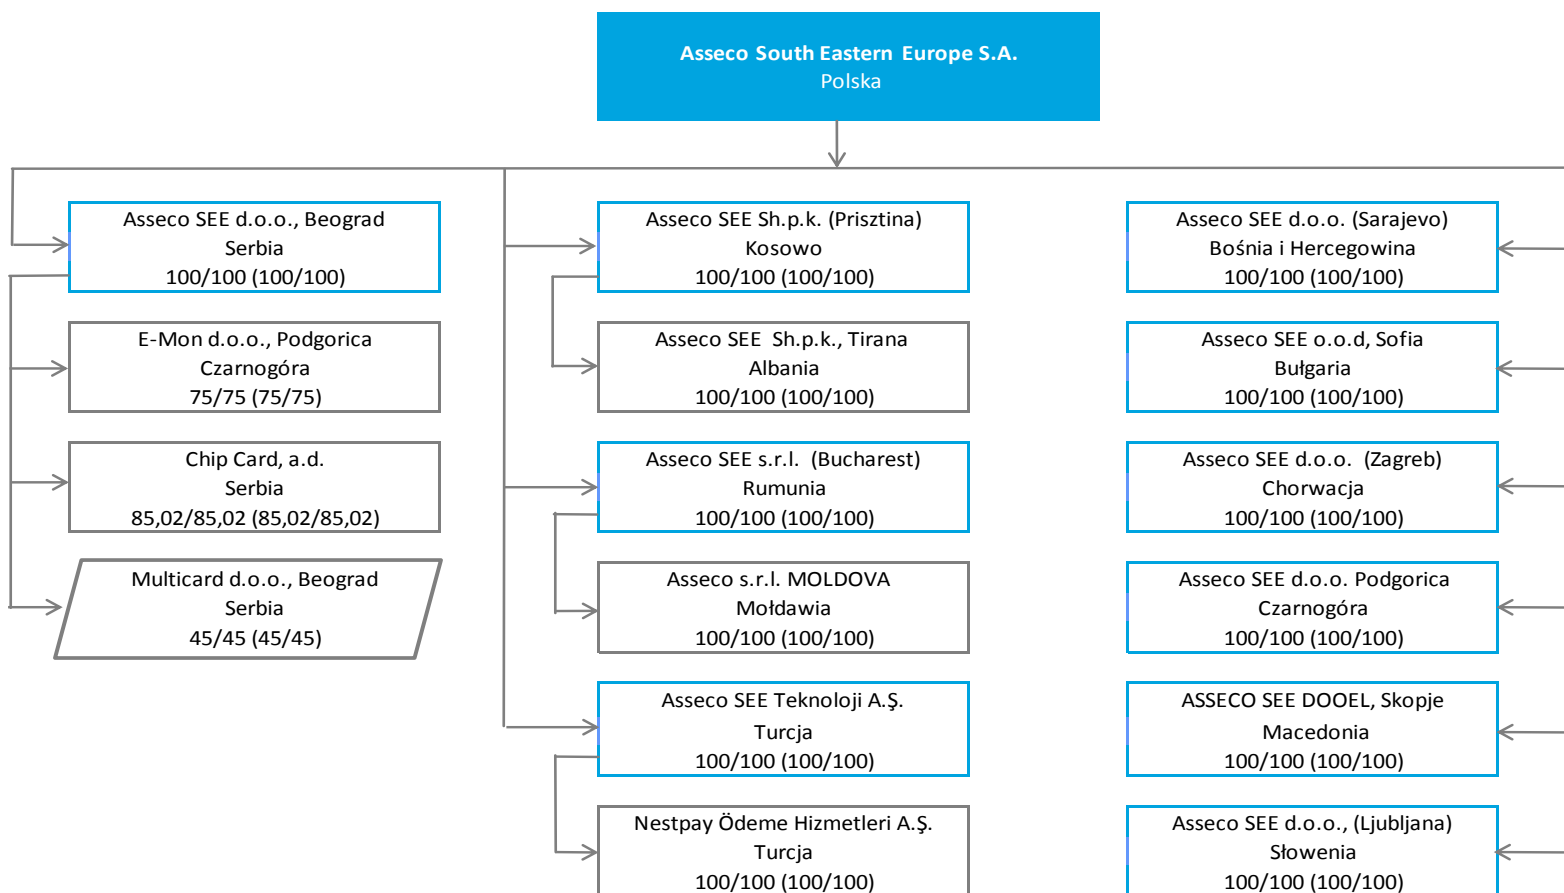 Asseco South Eastern Europe S.A.
Polska
Asseco SEE d.o.o., Beograd
Serbia
100/100 (100/100)
E-Mon d.o.o., Podgorica
Czarnogóra
75/75 (75/75)
Chip Card, a.d.
Serbia
85,02/85,02 (85,02/85,02)
Multicard d.o.o., Beograd
Serbia
45/45 (45/45)
Asseco SEE Sh.p.k. (Prisztina)
Kosowo
100/100 (100/100)
Asseco SEE Sh.p.k., Tirana
Albania
100/100 (100/100)
Asseco SEE s.r.l. (Bucharest)
Rumunia
100/100 (100/100)
Asseco s.r.l. MOLDOVA
Mołdawia
100/100 (100/100)
Asseco SEE Teknoloji A.Ş.
Turcja
100/100 (100/100)
Nestpay Ödeme Hizmetleri A.Ş.
Turcja
100/100 (100/100)
Asseco SEE d.o.o. (Sarajevo)
Bośnia i Hercegowina
100/100 (100/100)
Asseco SEE o.o.d, Sofia
Bułgaria
100/100 (100/100)
Asseco SEE d.o.o. (Zagreb)
Chorwacja
100/100 (100/100)
Asseco SEE d.o.o. Podgorica
Czarnogóra
100/100 (100/100)
ASSECO SEE DOOEL, Skopje
Macedonia
100/100 (100/100)
Asseco SEE d.o.o., (Ljubljana)
Słowenia
100/100 (100/100)